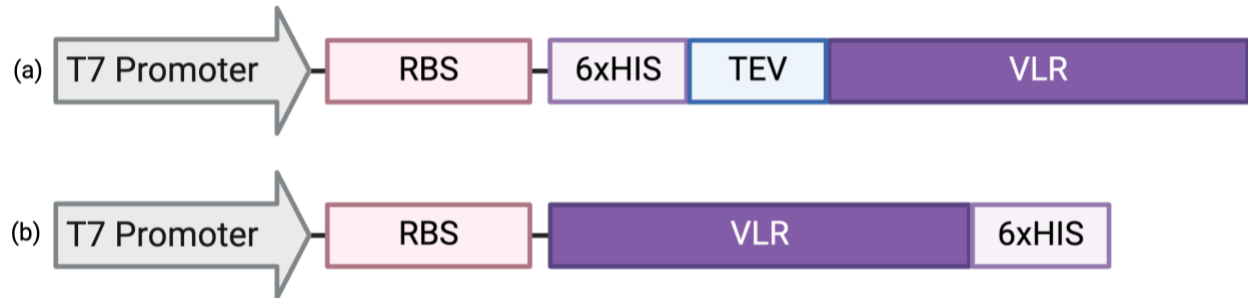 (a) T7 Promoter RBS 6xHIS TEV VLR
(b) T7 Promoter RBS VLR 6xHIS